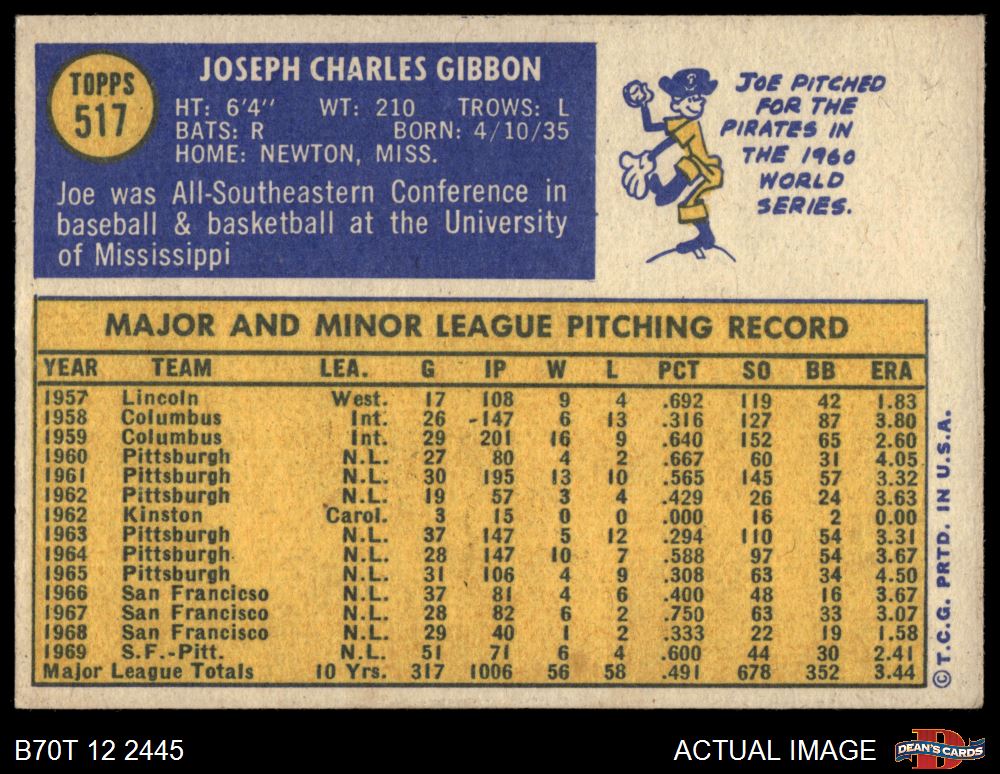 TOPPS
517
JOSEPH CHARLES GIBBON
HT: 6'4" WT: 210 TROWS: L
BATS: R BORN: 4/10/35
HOME: NEWTON, MISS.
Joe was All-Southeastern Conference in
baseball & basketball at the University
of Mississippi
P
JOE PITCHED
FOR THE
PIRATES IN
THE 1960
WORLD
SERIES.
MAJOR AND MINOR LEAGUE PITCHING RECORD
YEAR TEAM LEA. G IP W L PCT SO BB ERA
1957 Lincoln West. 17 108 9 4 .692 119 42 1.83
1958 Columbus Int. 26 -147 6 13 .316 127 87 3.80
1959 Columbus Int. 29 201 16 9 .640 152 65 2.60
1960 Pittsburgh N.L. 27 80 4 2 .667 60 31 4.05
1961 Pittsburgh N.L. 30 195 13 10 .565 145 57 3.32
1962 Pittsburgh N.L. 19 57 3 4 .429 26 24 3.63
1962 Kinston Carol. 3 15 0 0 .000 16 2 0.00
1963 Pittsburgh N.L. 37 147 5 12 .294 110 54 3.31
1964 Pittsburgh N.L. 28 147 10 7 .588 97 54 3.67
1965 Pittsburgh N.L. 31 106 4 9 .308 63 34 4.50
1966 San Francicso N.L. 37 81 4 6 .400 48 16 3.67
1967 San Francisco N.L. 28 82 6 2 .750 63 33 3.07
1968 San Francisco N.L. 29 40 1 2 .333 22 19 1.58
1969 S.F.-Pitt. N.L. 51 71 6 4 .600 44 30 2.41
Major League Totals 10 Yrs. 317 1006 56 58 .491 678 352 3.44
©T.C.G. PRTD. IN U.S.A.
B70T 12 2445
ACTUAL IMAGE
D
DEAN'S CARDS